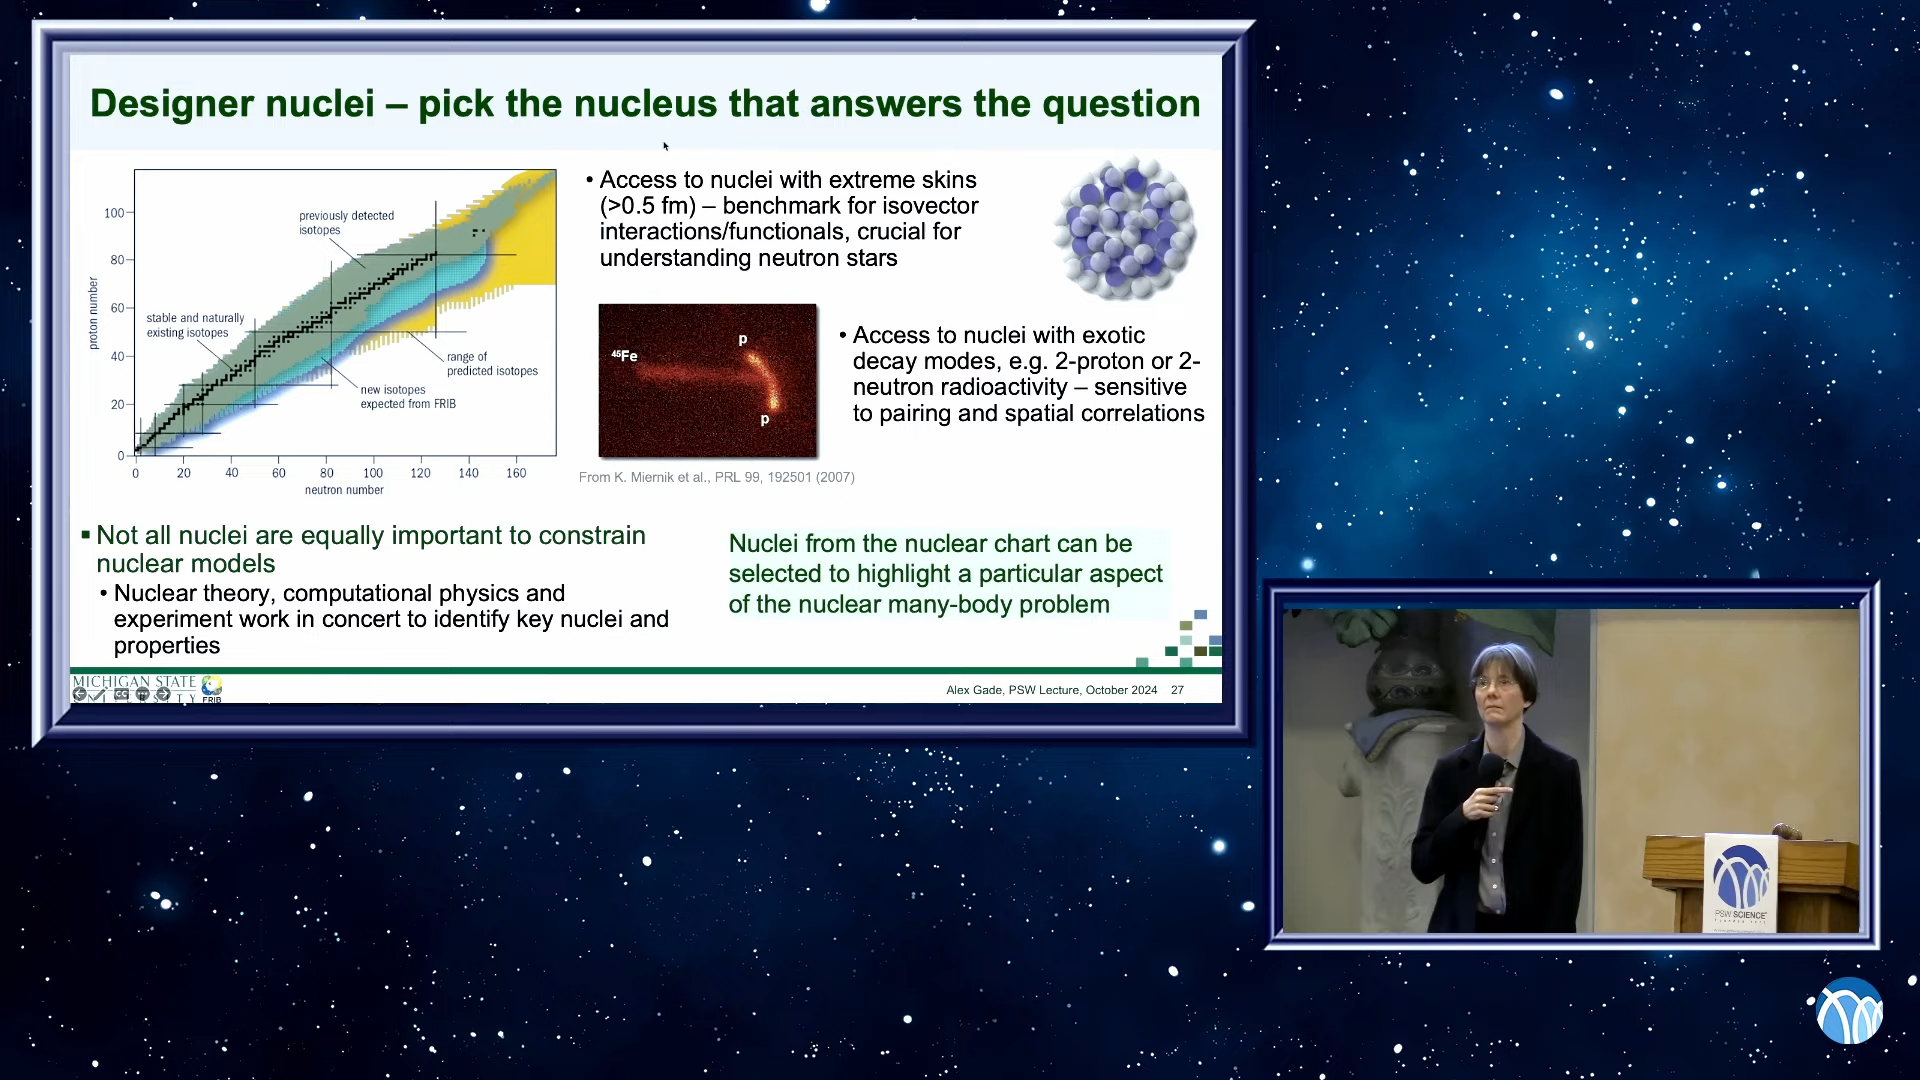 Designer nuclei – pick the nucleus that answers the question
proton number
100
80
60
40
20
0
previously detected
isotopes
stable and naturally
existing isotopes
range of
predicted isotopes
new isotopes
expected from FRIB
0 20 40 60 80 100 120 140 160
neutron number
• Access to nuclei with extreme skins
(>0.5 fm) – benchmark for isovector
interactions/functionals, crucial for
understanding neutron stars
⁴⁵Fe
p
p
• Access to nuclei with exotic
decay modes, e.g. 2-proton or 2-
neutron radioactivity – sensitive
to pairing and spatial correlations
From K. Miernik et al., PRL 99, 192501 (2007)
▪ Not all nuclei are equally important to constrain
nuclear models
• Nuclear theory, computational physics and
experiment work in concert to identify key nuclei and
properties
Nuclei from the nuclear chart can be
selected to highlight a particular aspect
of the nuclear many-body problem
MICHIGAN STATE
FRIB
Alex Gade, PSW Lecture, October 2024 27
PSW SCIENCE